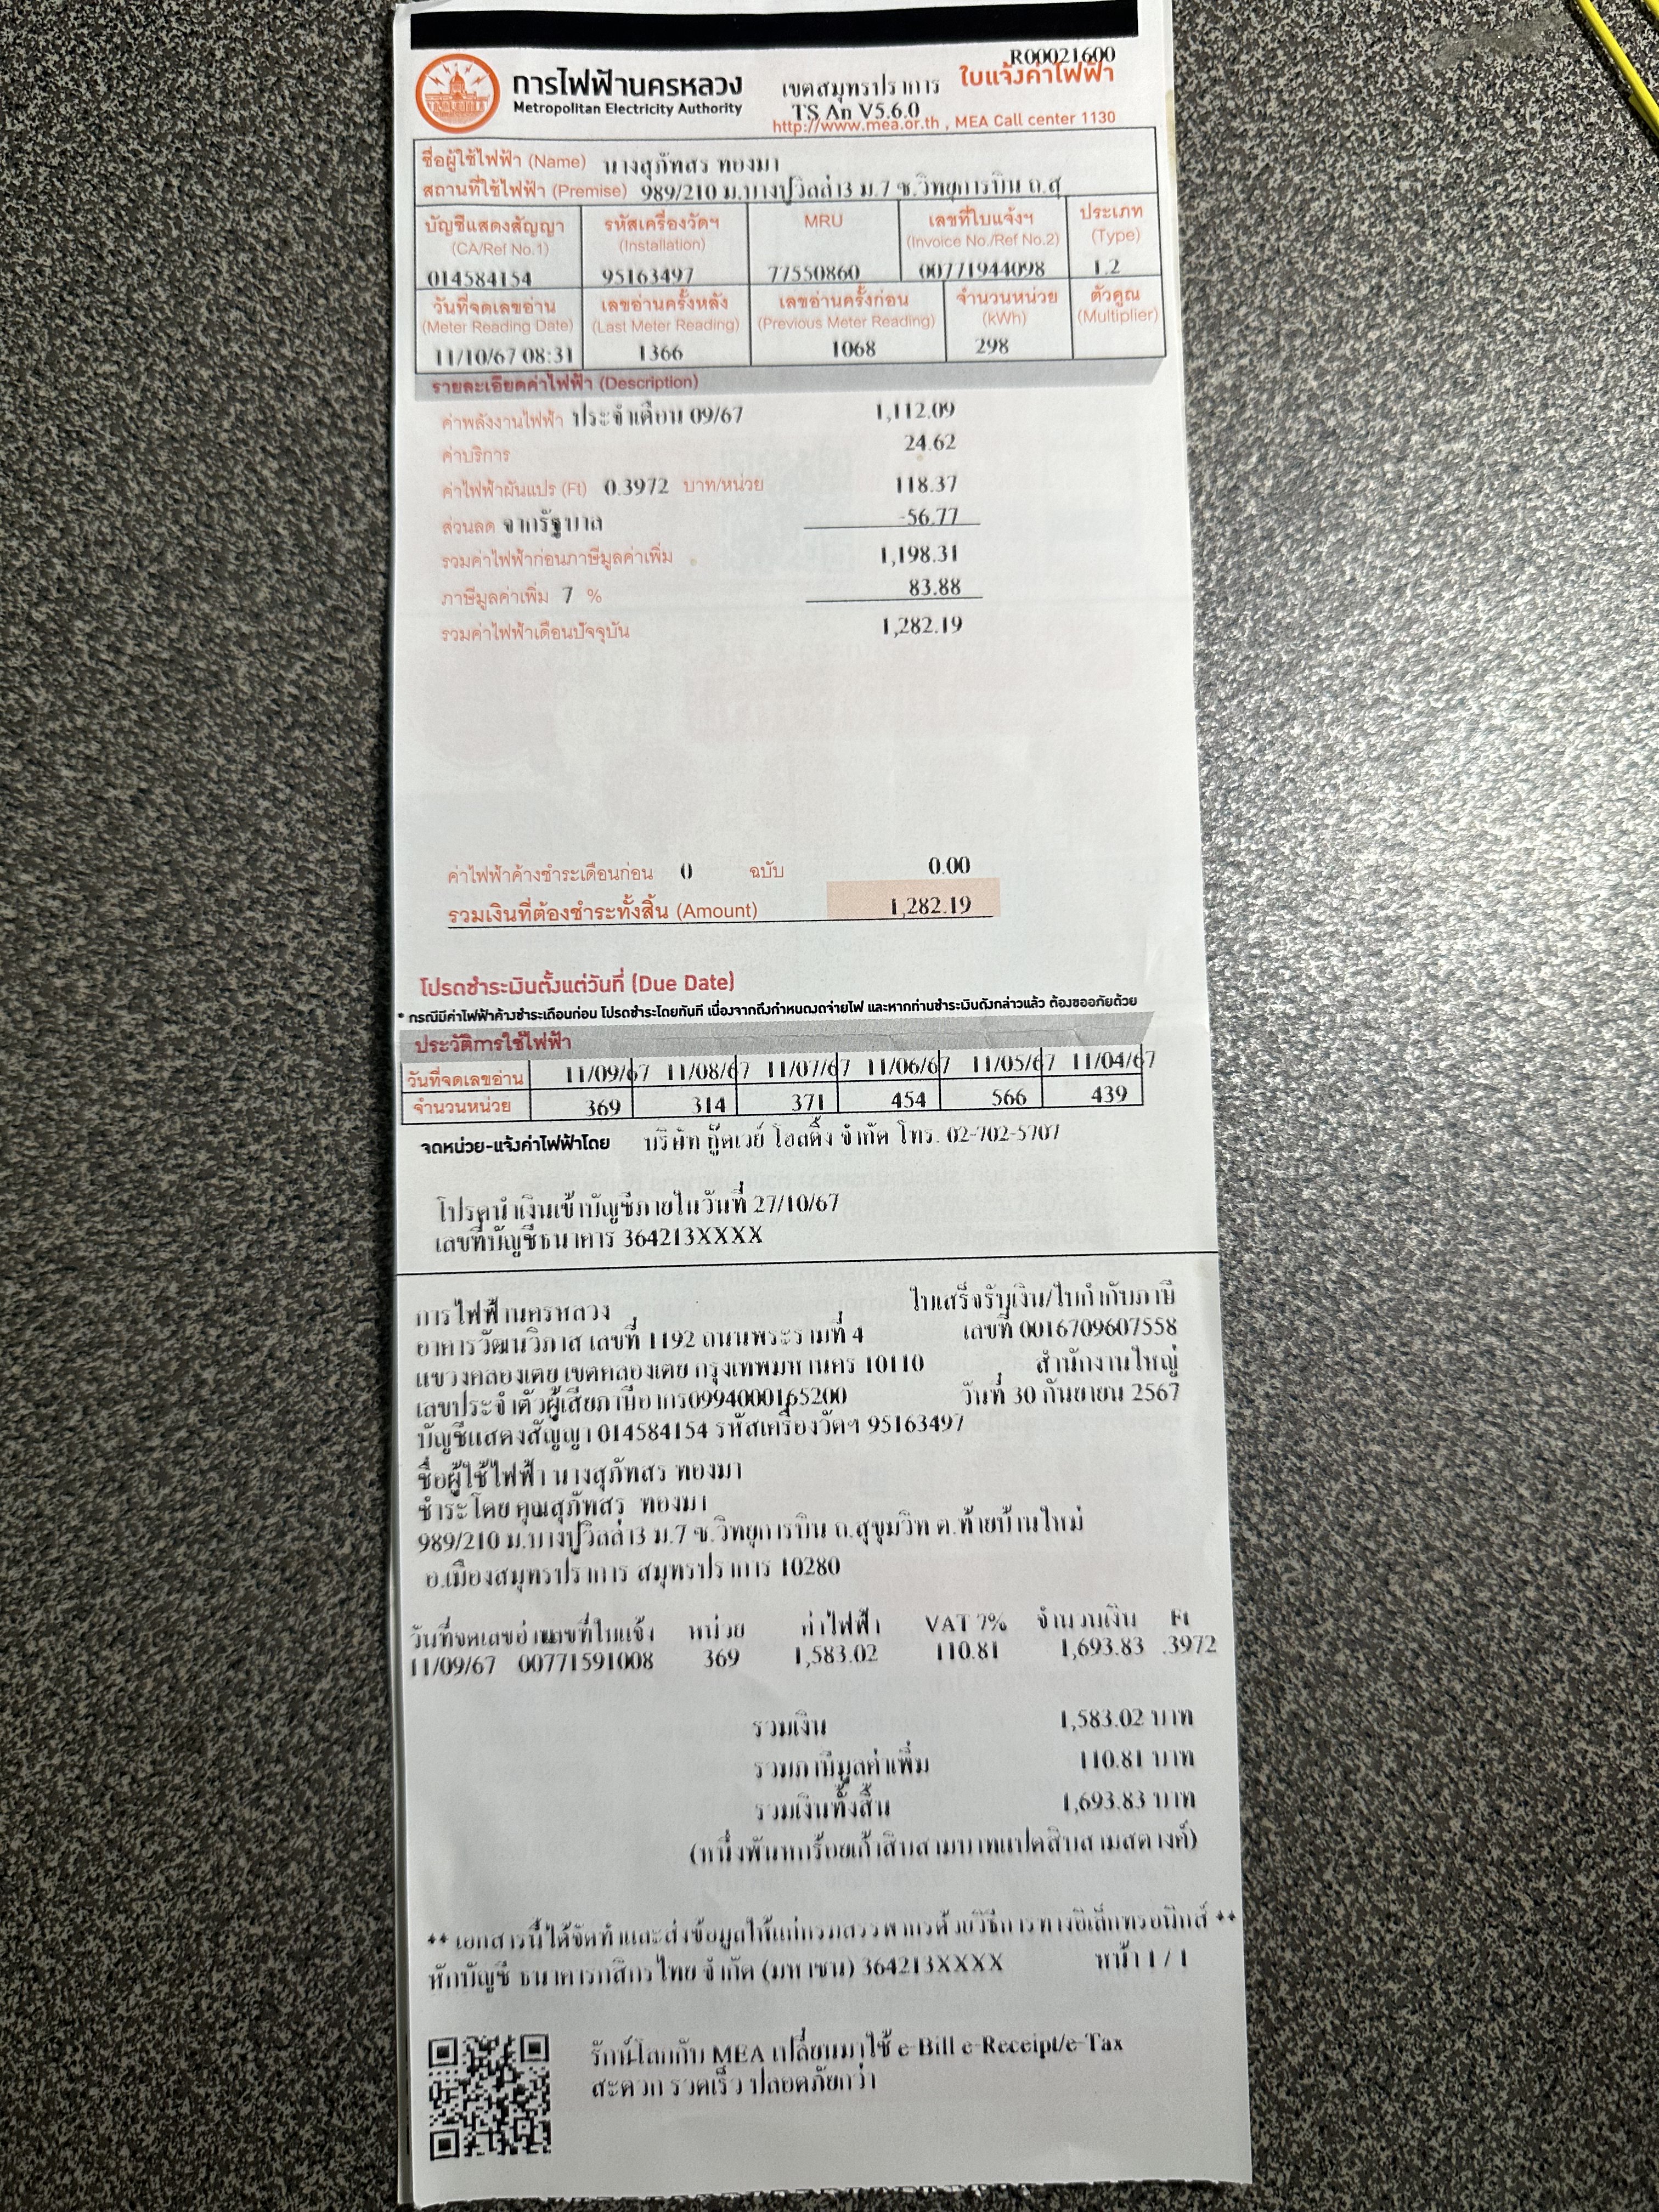 R00021600
การไฟฟ้านครหลวง เขตสมุทรปราการ ใบแจ้งค่าไฟฟ้า
Metropolitan Electricity Authority TS An V5.6.0
http://www.mea.or.th , MEA Call center 1130
ชื่อผู้ใช้ไฟฟ้า (Name) นางสุภัทสร ทองมา
สถานที่ใช้ไฟฟ้า (Premise) 989/210 ม.บางปูวิลล่า3 ม.7 ซ.วิทยุการบิน ถ.สุ
บัญชีแสดงสัญญา รหัสเครื่องวัดฯ MRU เลขที่ใบแจ้งฯ ประเภท
(CA/Ref No.1) (Installation) (Invoice No./Ref No.2) (Type)
014584154 95163497 77550860 00771944098 1.2
วันที่จดเลขอ่าน เลขอ่านครั้งหลัง เลขอ่านครั้งก่อน จำนวนหน่วย ตัวคูณ
(Meter Reading Date) (Last Meter Reading) (Previous Meter Reading) (kWh) (Multiplier)
11/10/67 08:31 1366 1068 298
รายละเอียดค่าไฟฟ้า (Description)
ค่าพลังงานไฟฟ้า ประจำเดือน 09/67 1,112.09
ค่าบริการ 24.62
ค่าไฟฟ้าผันแปร (Ft) 0.3972 บาท/หน่วย 118.37
ส่วนลด จากรัฐบาล -56.77
รวมค่าไฟฟ้าก่อนภาษีมูลค่าเพิ่ม 1,198.31
ภาษีมูลค่าเพิ่ม 7 % 83.88
รวมค่าไฟฟ้าเดือนปัจจุบัน 1,282.19
ค่าไฟฟ้าค้างชำระเดือนก่อน 0 ฉบับ 0.00
รวมเงินที่ต้องชำระทั้งสิ้น (Amount) 1,282.19
โปรดชำระเงินตั้งแต่วันที่ (Due Date)
* กรณีมีค่าไฟฟ้าค้างชำระเดือนก่อน โปรดชำระโดยทันที เนื่องจากถึงกำหนดงดจ่ายไฟ และหากท่านชำระเงินดังกล่าวแล้ว ต้องขออภัยด้วย
ประวัติการใช้ไฟฟ้า
วันที่จดเลขอ่าน 11/09/67 11/08/67 11/07/67 11/06/67 11/05/67 11/04/67
จำนวนหน่วย 369 314 371 454 566 439
จดหน่วย-แจ้งค่าไฟฟ้าโดย บริษัท กู๊ดเวย์ โฮลดิ้ง จำกัด โทร. 02-702-5707
โปรดนำเงินเข้าบัญชีภายในวันที่ 27/10/67
เลขที่บัญชีธนาคาร 364213XXXX
การไฟฟ้านครหลวง ใบเสร็จรับเงิน/ใบกำกับภาษี
อาคารวัฒนวิภาส เลขที่ 1192 ถนนพระรามที่ 4 เลขที่ 0016709607558
แขวงคลองเตย เขตคลองเตย กรุงเทพมหานคร 10110 สำนักงานใหญ่
เลขประจำตัวผู้เสียภาษีอากร0994000165200 วันที่ 30 กันยายน 2567
บัญชีแสดงสัญญา 014584154 รหัสเครื่องวัดฯ 95163497
ชื่อผู้ใช้ไฟฟ้า นางสุภัทสร ทองมา
ชำระโดย คุณสุภัทสร ทองมา
989/210 ม.บางปูวิลล่า3 ม.7 ซ.วิทยุการบิน ถ.สุขุมวิท ต.ท้ายบ้านใหม่
อ.เมืองสมุทรปราการ สมุทรปราการ 10280
วันที่จดเลขอ่าน เลขที่ใบแจ้ง หน่วย ค่าไฟฟ้า VAT 7% จำนวนเงิน Ft
11/09/67 00771591008 369 1,583.02 110.81 1,693.83 .3972
รวมเงิน 1,583.02 บาท
รวมภาษีมูลค่าเพิ่ม 110.81 บาท
รวมเงินทั้งสิ้น 1,693.83 บาท
(หนึ่งพันหกร้อยเก้าสิบสามบาทแปดสิบสามสตางค์)
** เอกสารนี้ได้จัดทำและส่งข้อมูลให้แก่กรมสรรพากรด้วยวิธีการทางอิเล็กทรอนิกส์ **
หักบัญชี ธนาคารกสิกรไทย จำกัด (มหาชน) 364213XXXX หน้า 1 / 1
รักษ์โลกกับ MEA เปลี่ยนมาใช้ e-Bill e-Receipt/e-Tax
สะดวก รวดเร็ว ปลอดภัยกว่า